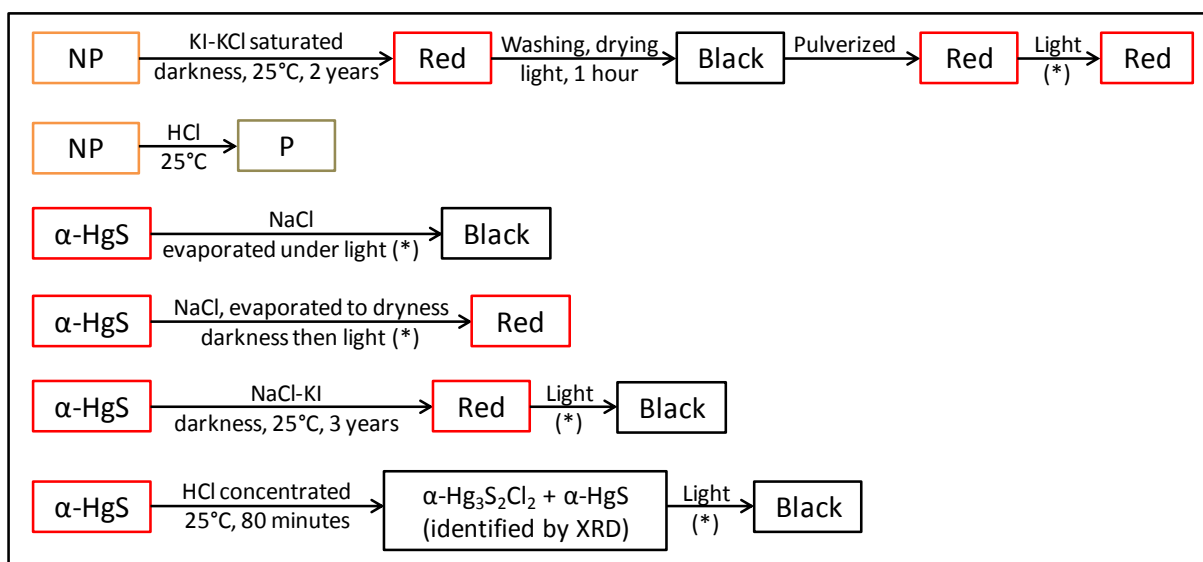 NP
KI-KCl saturated
darkness, 25°C, 2 years
Red
Washing, drying
light, 1 hour
Black
Pulverized
Red
Light
(*)
Red
NP
HCl
25°C
P
α-HgS
NaCl
evaporated under light (*)
Black
α-HgS
NaCl, evaporated to dryness
darkness then light (*)
Red
α-HgS
NaCl-KI
darkness, 25°C, 3 years
Red
Light
(*)
Black
α-HgS
HCl concentrated
25°C, 80 minutes
α-Hg₃S₂Cl₂ + α-HgS
(identified by XRD)
Light
(*)
Black